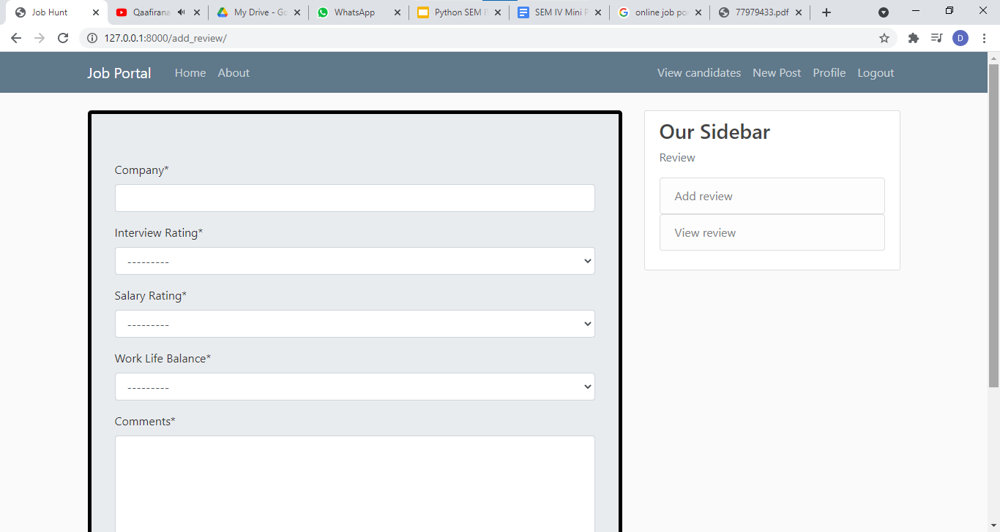 Job Hunt
Qaafirana
My Drive - Go
WhatsApp
Python SEM I
SEM IV Mini P
online job po
77979433.pdf
127.0.0.1:8000/add_review/
D
Job Portal Home About View candidates New Post Profile Logout
Our Sidebar
Review
Add review
View review
Company*
Interview Rating*
---------
Salary Rating*
---------
Work Life Balance*
---------
Comments*